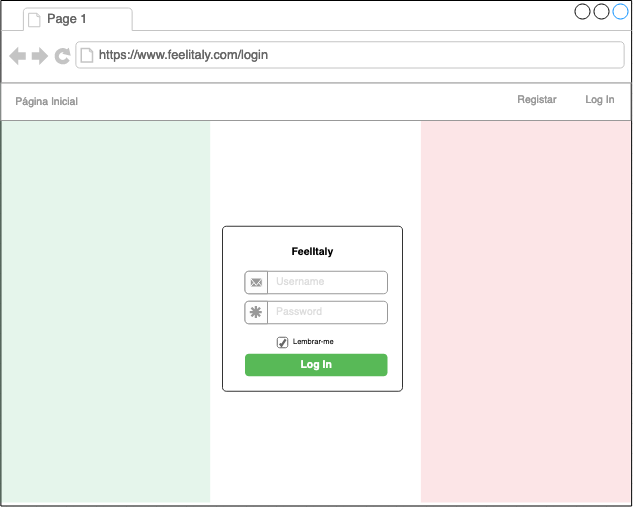 Page 1
https://www.feelitaly.com/login
Página Inicial
Registar
Log In
FeelItaly
Username
Password
Lembrar-me
Log In